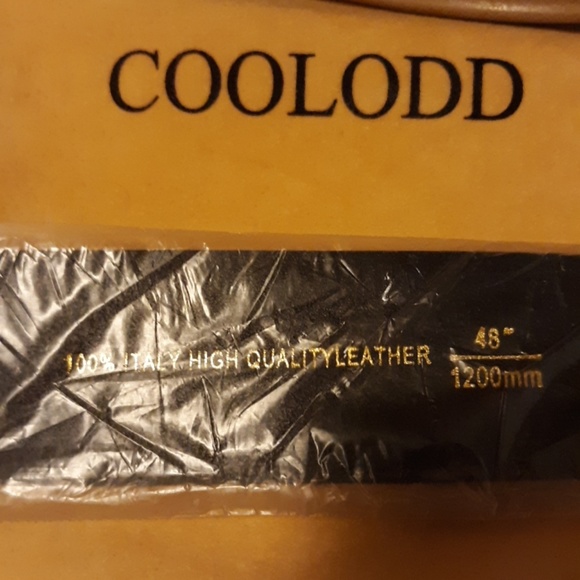 COOLODD
100% ITALY HIGH QUALITYLEATHER
48"
1200mm